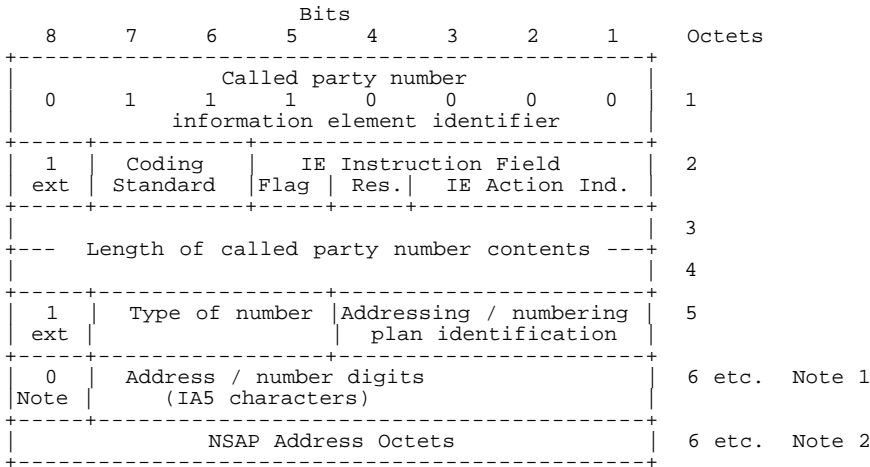 Bits
8 7 6 5 4 3 2 1 Octets
Called party number
0 1 1 1 0 0 0 0 1
information element identifier
1 Coding IE Instruction Field 2
ext Standard Flag Res. IE Action Ind.
3
Length of called party number contents
4
1 Type of number Addressing / numbering 5
ext plan identification
0 Address / number digits 6 etc. Note 1
Note (IA5 characters)
NSAP Address Octets 6 etc. Note 2